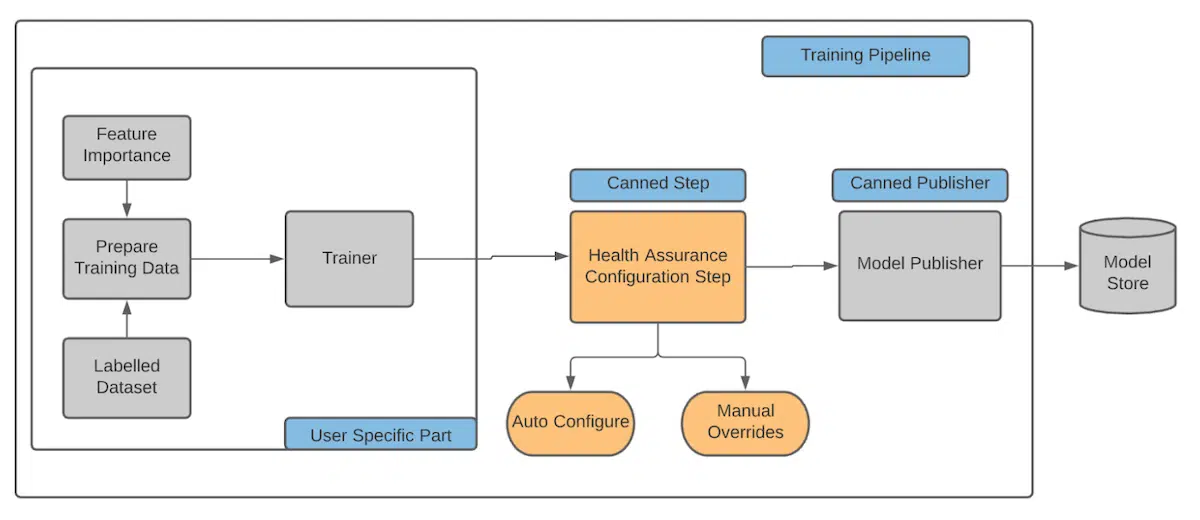 Training Pipeline
Feature
Importance
Prepare
Training Data
Labelled
Dataset
Trainer
User Specific Part
Canned Step
Health Assurance
Configuration Step
Auto Configure
Manual
Overrides
Canned Publisher
Model Publisher
Model
Store